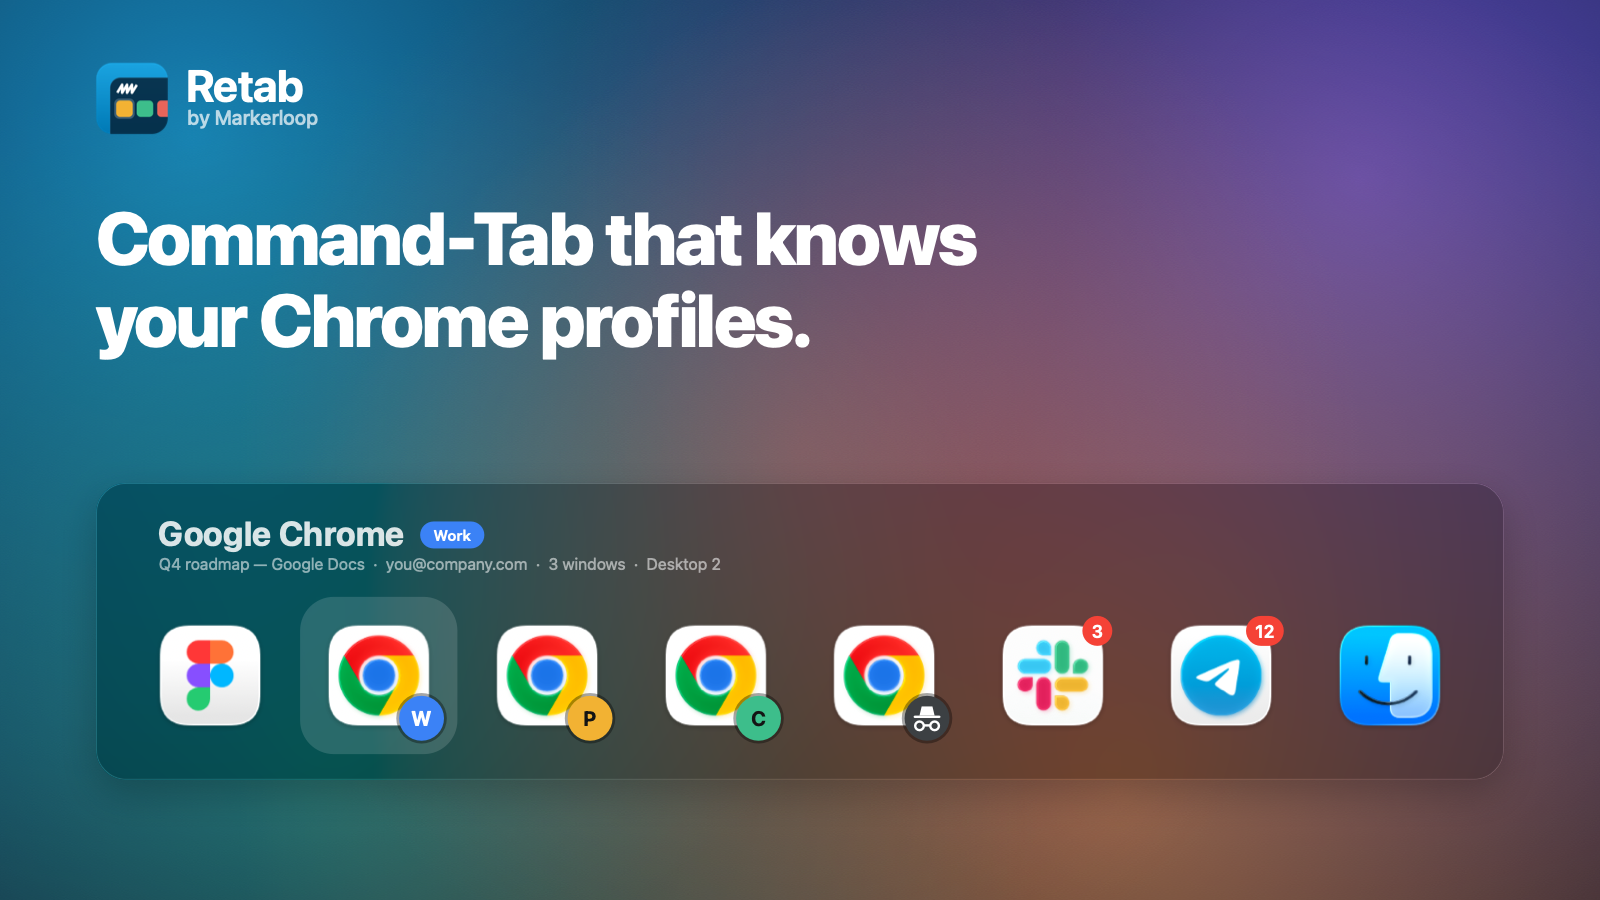 Retab
by Markerloop
Command-Tab that knows
your Chrome profiles.
Google Chrome Work
Q4 roadmap — Google Docs · you@company.com · 3 windows · Desktop 2
3
12
W
P
C